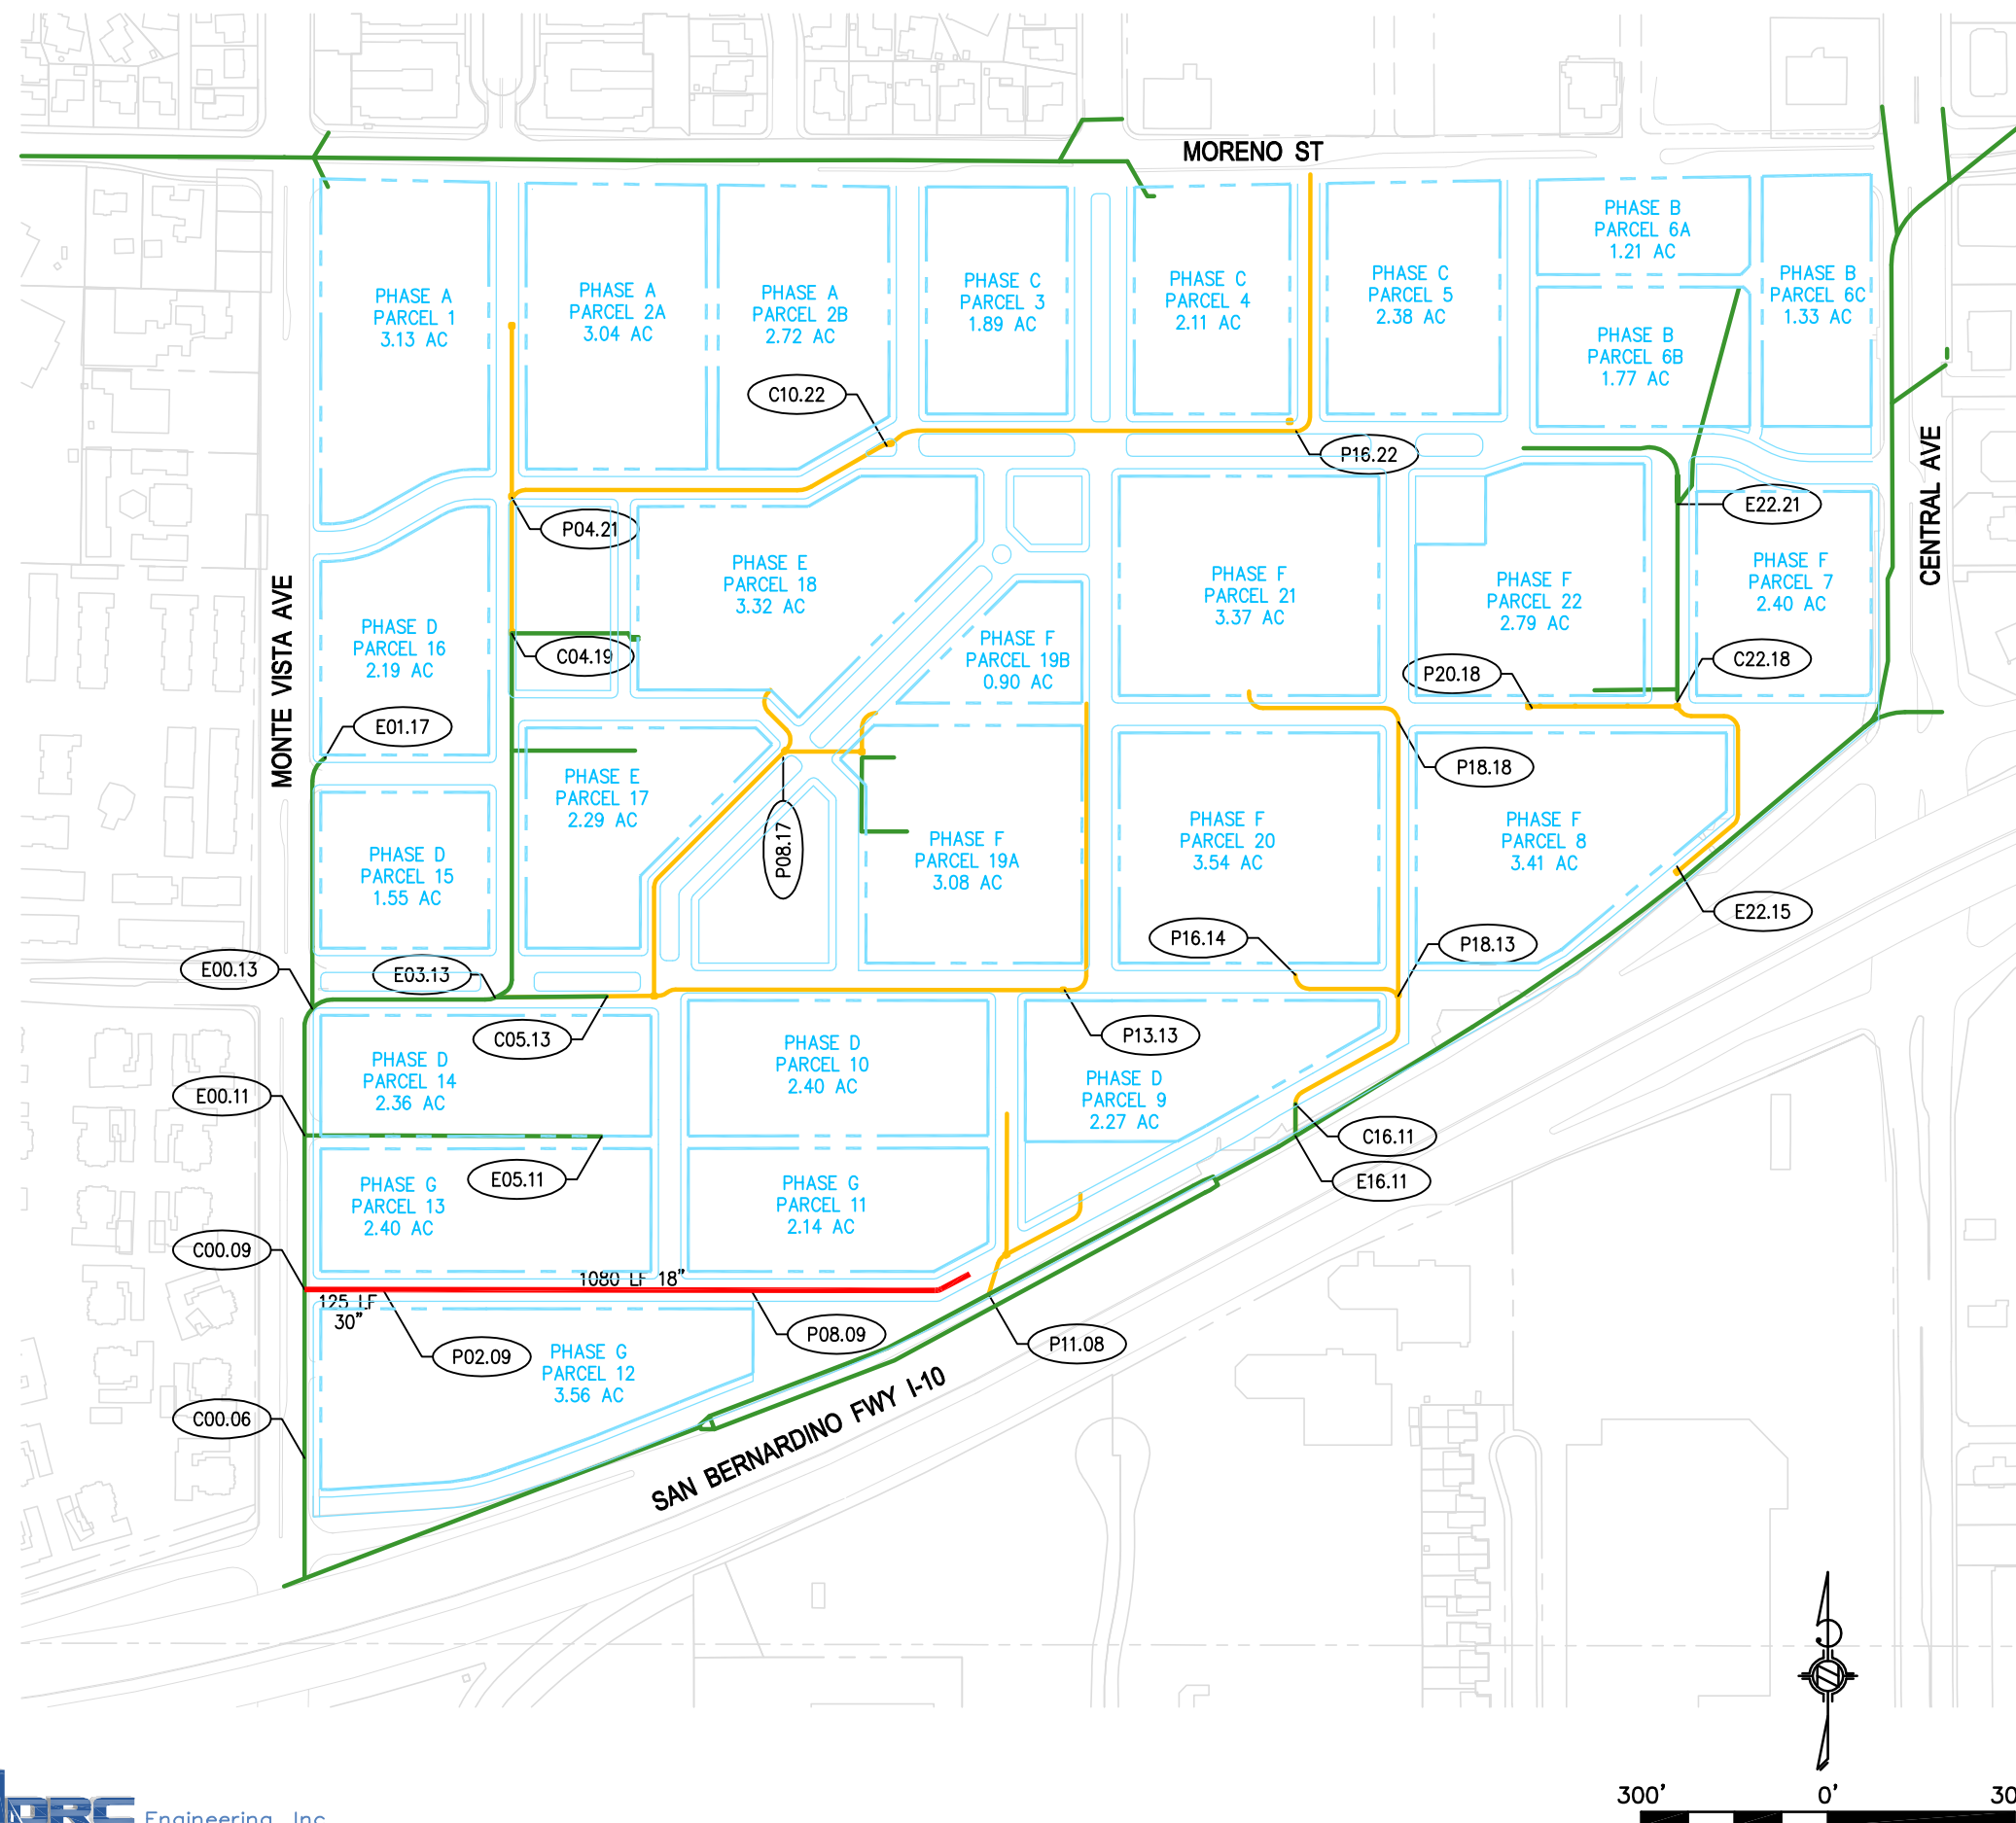 MORENO ST
PHASE A
PARCEL 1
3.13 AC
PHASE A
PARCEL 2A
3.04 AC
PHASE A
PARCEL 2B
2.72 AC
PHASE C
PARCEL 3
1.89 AC
PHASE C
PARCEL 4
2.11 AC
PHASE C
PARCEL 5
2.38 AC
PHASE B
PARCEL 6A
1.21 AC
PHASE B
PARCEL 6B
1.77 AC
PHASE B
PARCEL 6C
1.33 AC
C10.22
P16.22
P04.21
E22.21
CENTRAL AVE
MONTE VISTA AVE
PHASE D
PARCEL 16
2.19 AC
C04.19
PHASE E
PARCEL 18
3.32 AC
PHASE F
PARCEL 19B
0.90 AC
PHASE F
PARCEL 21
3.37 AC
PHASE F
PARCEL 22
2.79 AC
PHASE F
PARCEL 7
2.40 AC
P20.18
C22.18
E01.17
P18.18
PHASE E
PARCEL 17
2.29 AC
P08.17
PHASE D
PARCEL 15
1.55 AC
PHASE F
PARCEL 19A
3.08 AC
PHASE F
PARCEL 20
3.54 AC
PHASE F
PARCEL 8
3.41 AC
E22.15
P16.14
P18.13
E00.13
E03.13
C05.13
P13.13
PHASE D
PARCEL 14
2.36 AC
PHASE D
PARCEL 10
2.40 AC
PHASE D
PARCEL 9
2.27 AC
E00.11
E05.11
C16.11
E16.11
PHASE G
PARCEL 13
2.40 AC
PHASE G
PARCEL 11
2.14 AC
C00.09
1080 LF 18"
125 LF
30"
P02.09
P08.09
P11.08
PHASE G
PARCEL 12
3.56 AC
C00.06
SAN BERNARDINO FWY I-10
DRC
Engineering, Inc
300'
0'